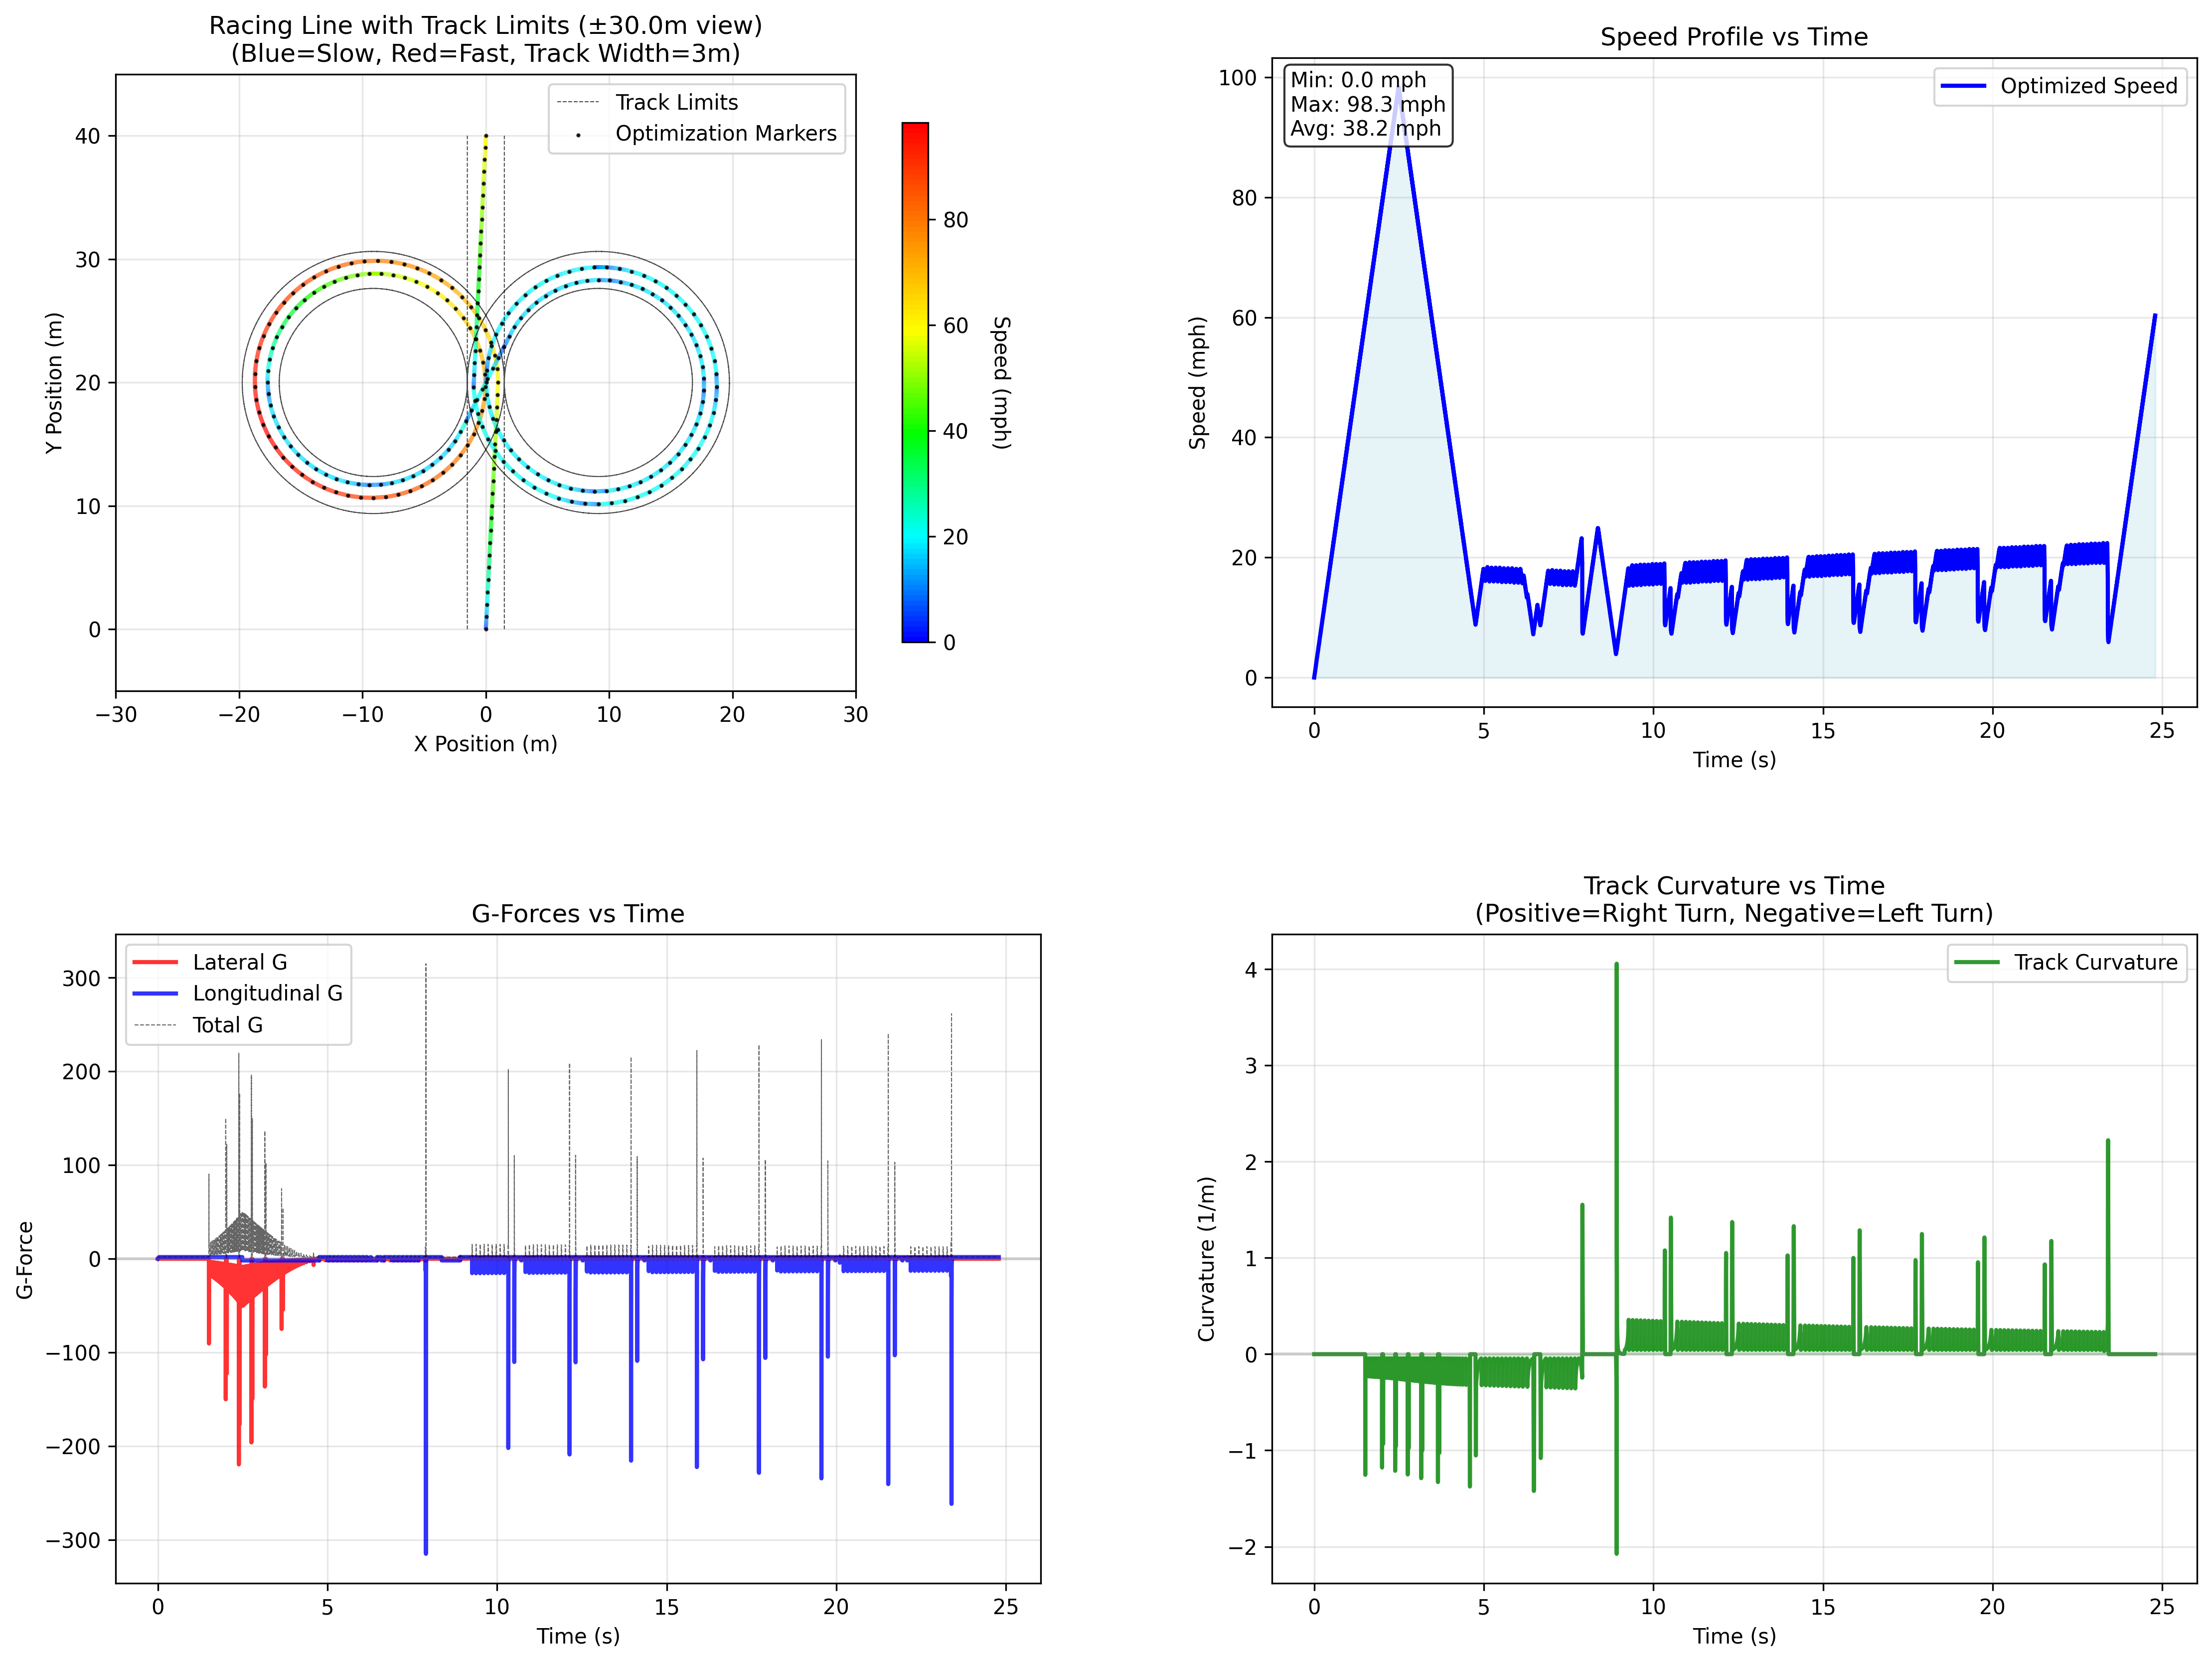 Racing Line with Track Limits (±30.0m view)
(Blue=Slow, Red=Fast, Track Width=3m)
Track Limits
Optimization Markers
Y Position (m)
40
30
20
10
0
−30
−20
−10
0
10
20
30
X Position (m)
80
60
40
20
0
Speed (mph)
Speed Profile vs Time
Min: 0.0 mph
Max: 98.3 mph
Avg: 38.2 mph
Optimized Speed
Speed (mph)
100
80
60
40
20
0
0
5
10
15
20
25
Time (s)
G-Forces vs Time
Lateral G
Longitudinal G
Total G
G-Force
300
200
100
0
−100
−200
−300
0
5
10
15
20
25
Time (s)
Track Curvature vs Time
(Positive=Right Turn, Negative=Left Turn)
Track Curvature
Curvature (1/m)
4
3
2
1
0
−1
−2
0
5
10
15
20
25
Time (s)